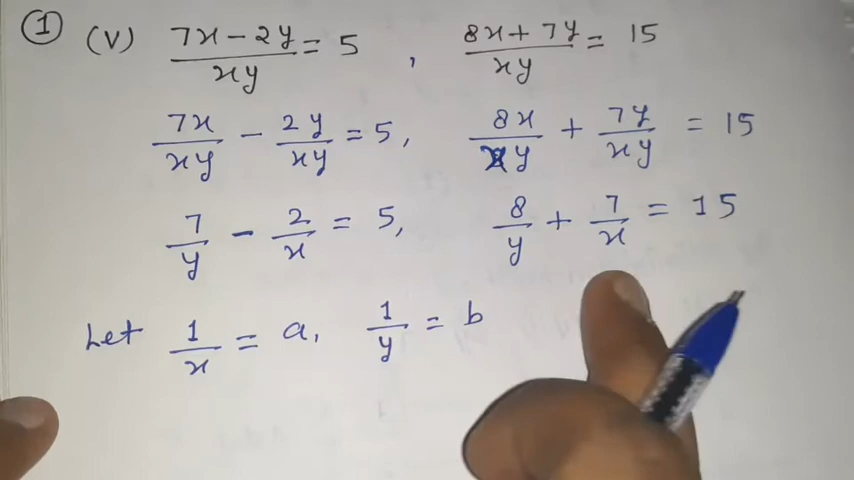 ① (V) (7x - 2y)/(xy) = 5 , (8x + 7y)/(xy) = 15
7x/(xy) - 2y/(xy) = 5, 8x/(xy) + 7y/(xy) = 15
7/y - 2/x = 5, 8/y + 7/x = 15
Let 1/x = a, 1/y = b